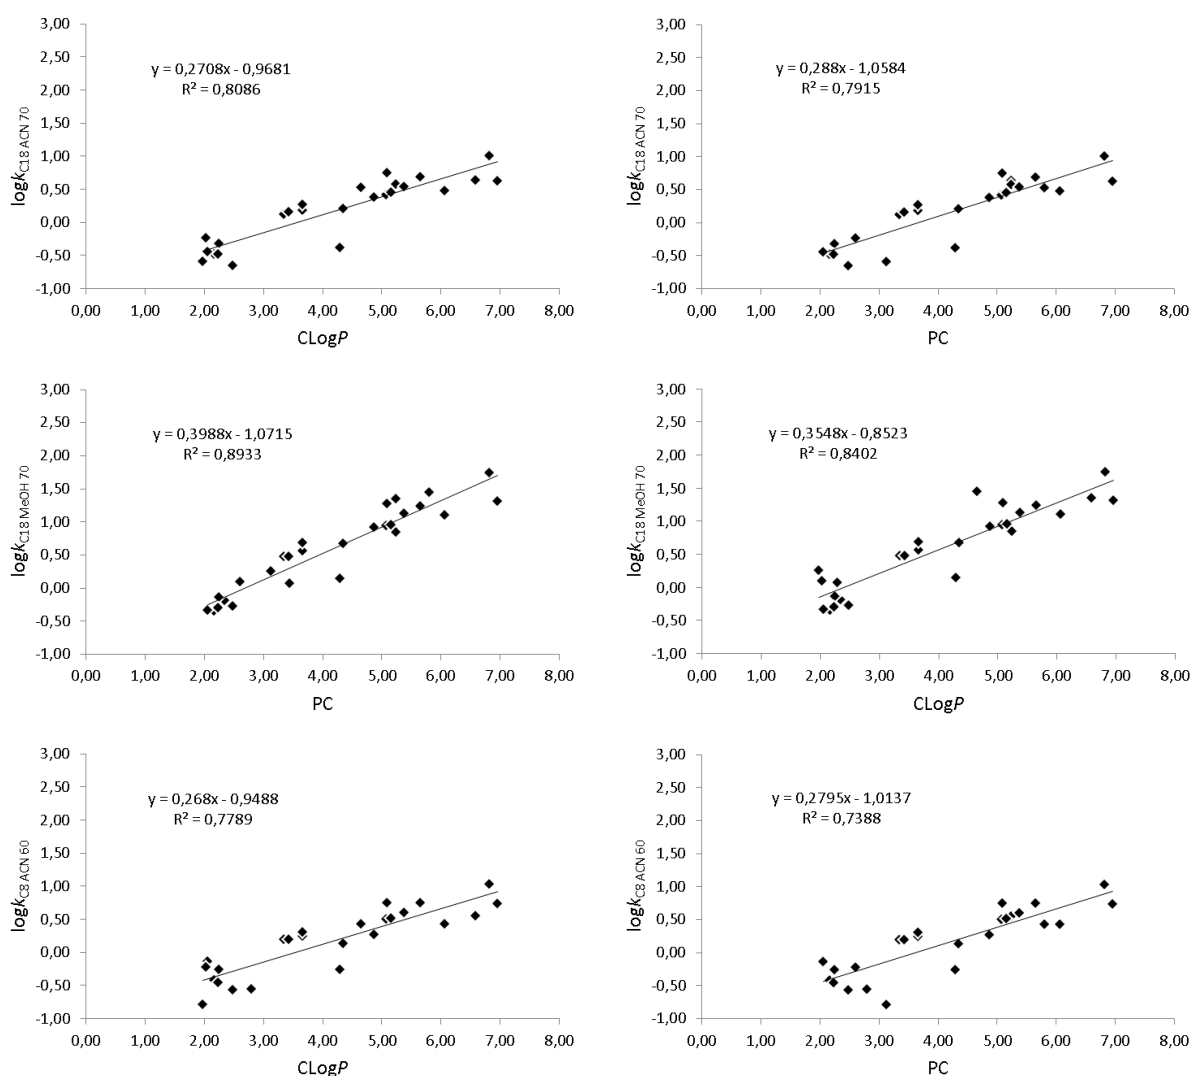 3,00
2,50
2,00
1,50
1,00
0,50
0,00
-0,50
-1,00
logkC18 ACN 70
y = 0,2708x - 0,9681
R² = 0,8086
0,00 1,00 2,00 3,00 4,00 5,00 6,00 7,00 8,00
CLogP
3,00
2,50
2,00
1,50
1,00
0,50
0,00
-0,50
-1,00
logkC18 ACN 70
y = 0,288x - 1,0584
R² = 0,7915
0,00 1,00 2,00 3,00 4,00 5,00 6,00 7,00 8,00
PC
3,00
2,50
2,00
1,50
1,00
0,50
0,00
-0,50
-1,00
logkC18 MeOH 70
y = 0,3988x - 1,0715
R² = 0,8933
0,00 1,00 2,00 3,00 4,00 5,00 6,00 7,00 8,00
PC
3,00
2,50
2,00
1,50
1,00
0,50
0,00
-0,50
-1,00
logkC18 MeOH 70
y = 0,3548x - 0,8523
R² = 0,8402
0,00 1,00 2,00 3,00 4,00 5,00 6,00 7,00 8,00
CLogP
3,00
2,50
2,00
1,50
1,00
0,50
0,00
-0,50
-1,00
logkC8 ACN 60
y = 0,268x - 0,9488
R² = 0,7789
0,00 1,00 2,00 3,00 4,00 5,00 6,00 7,00 8,00
CLogP
3,00
2,50
2,00
1,50
1,00
0,50
0,00
-0,50
-1,00
logkC8 ACN 60
y = 0,2795x - 1,0137
R² = 0,7388
0,00 1,00 2,00 3,00 4,00 5,00 6,00 7,00 8,00
PC